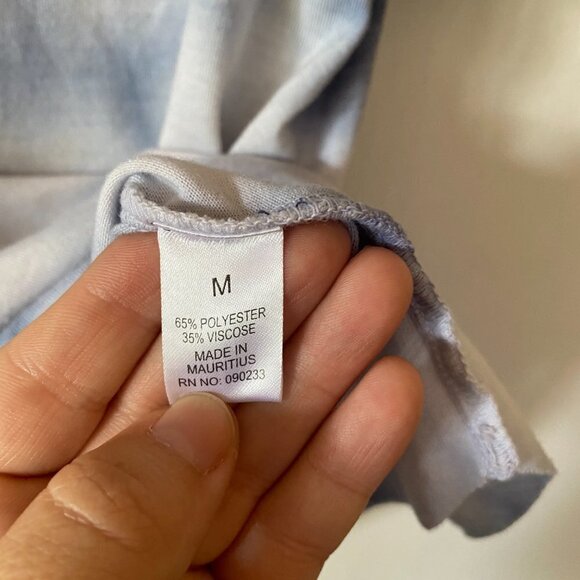 M
65% POLYESTER
35% VISCOSE
MADE IN
MAURITIUS
RN NO: 090233